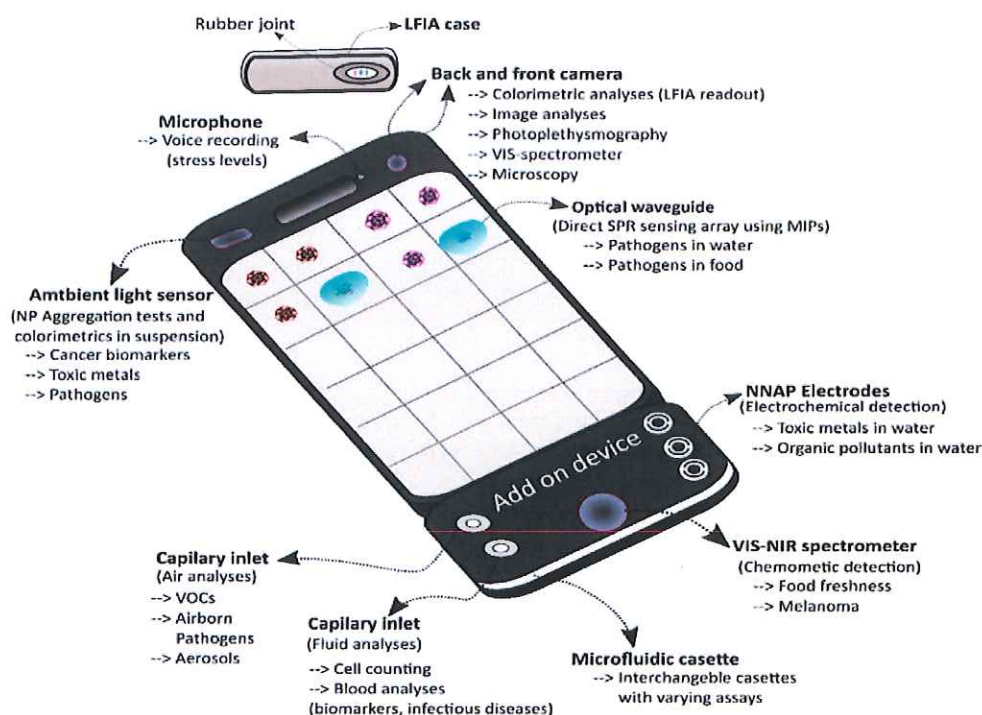 Rubber joint
LFIA case
Back and front camera
--> Colorimetric analyses (LFIA readout)
--> Image analyses
--> Photoplethysmography
--> VIS-spectrometer
--> Microscopy
Microphone
--> Voice recording
(stress levels)
Optical waveguide
(Direct SPR sensing array using MIPs)
--> Pathogens in water
--> Pathogens in food
Amtbient light sensor
(NP Aggregation tests and
colorimetrics in suspension)
--> Cancer biomarkers
--> Toxic metals
--> Pathogens
NNAP Electrodes
(Electrochemical detection)
--> Toxic metals in water
--> Organic pollutants in water
Add on device
VIS-NIR spectrometer
(Chemometic detection)
--> Food freshness
--> Melanoma
Capilary inlet
(Air analyses)
--> VOCs
--> Airborn
Pathogens
--> Aerosols
Capilary inlet
(Fluid analyses)
--> Cell counting
--> Blood analyses
(biomarkers, infectious diseases)
Microfluidic casette
--> Interchangeble casettes
with varying assays